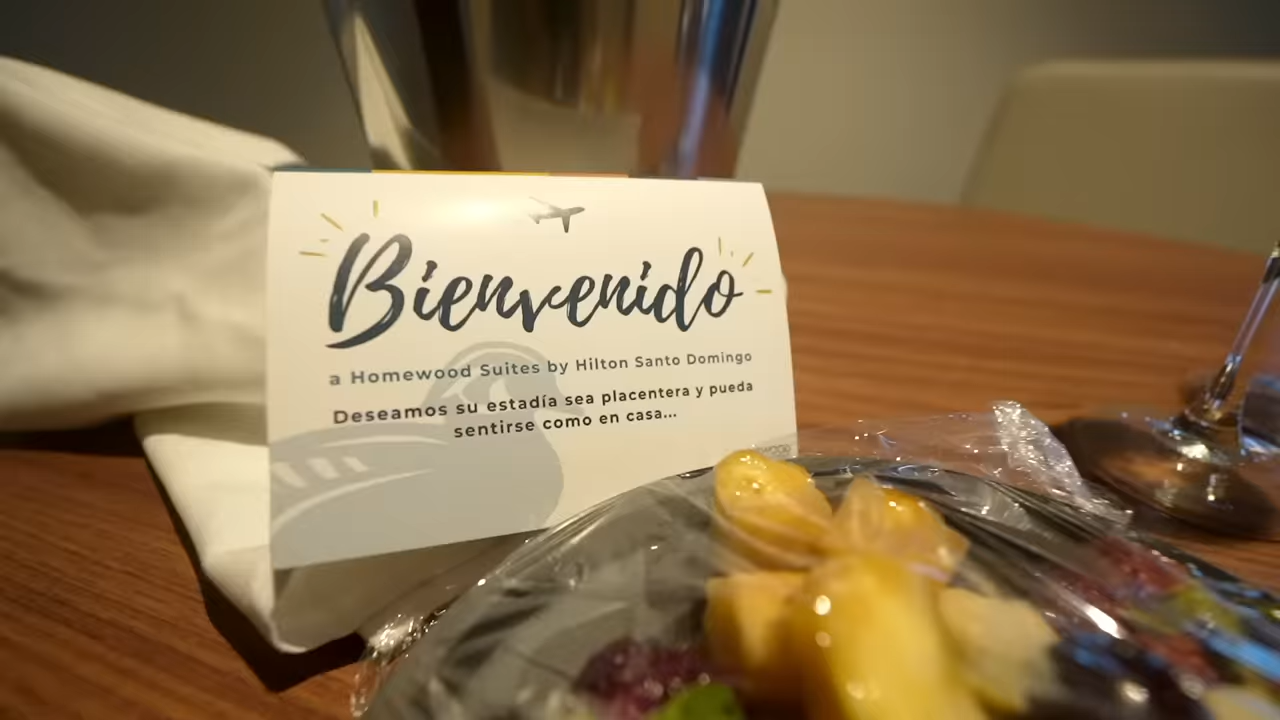 Bienvenido
a Homewood Suites by Hilton Santo Domingo
Deseamos su estadía sea placentera y pueda
sentirse como en casa...